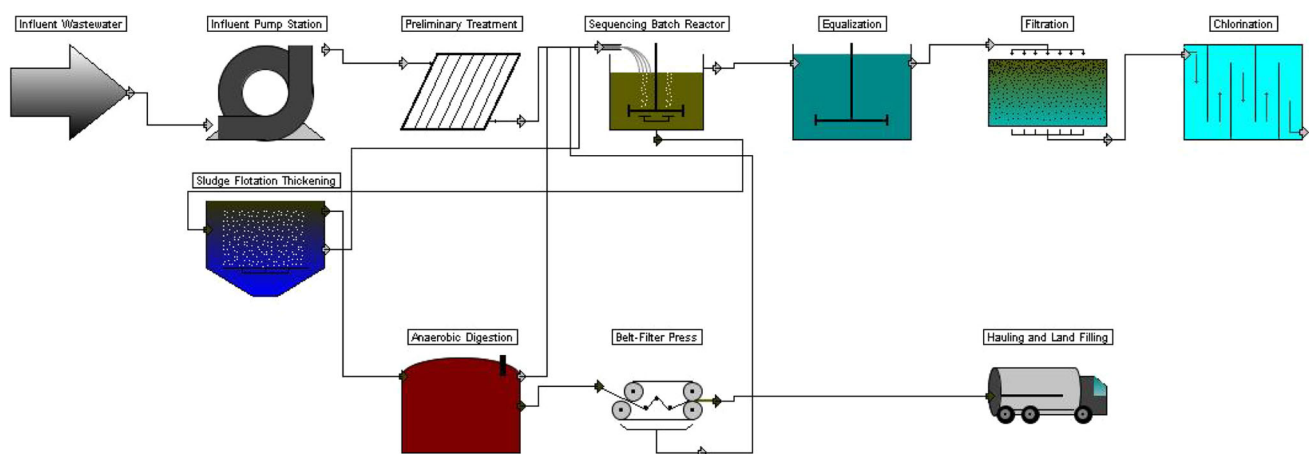 Influent Wastewater
Influent Pump Station
Preliminary Treatment
Sequencing Batch Reactor
Equalization
Filtration
Chlorination
Sludge Flotation Thickening
Anaerobic Digestion
Belt-Filter Press
Hauling and Land Filling